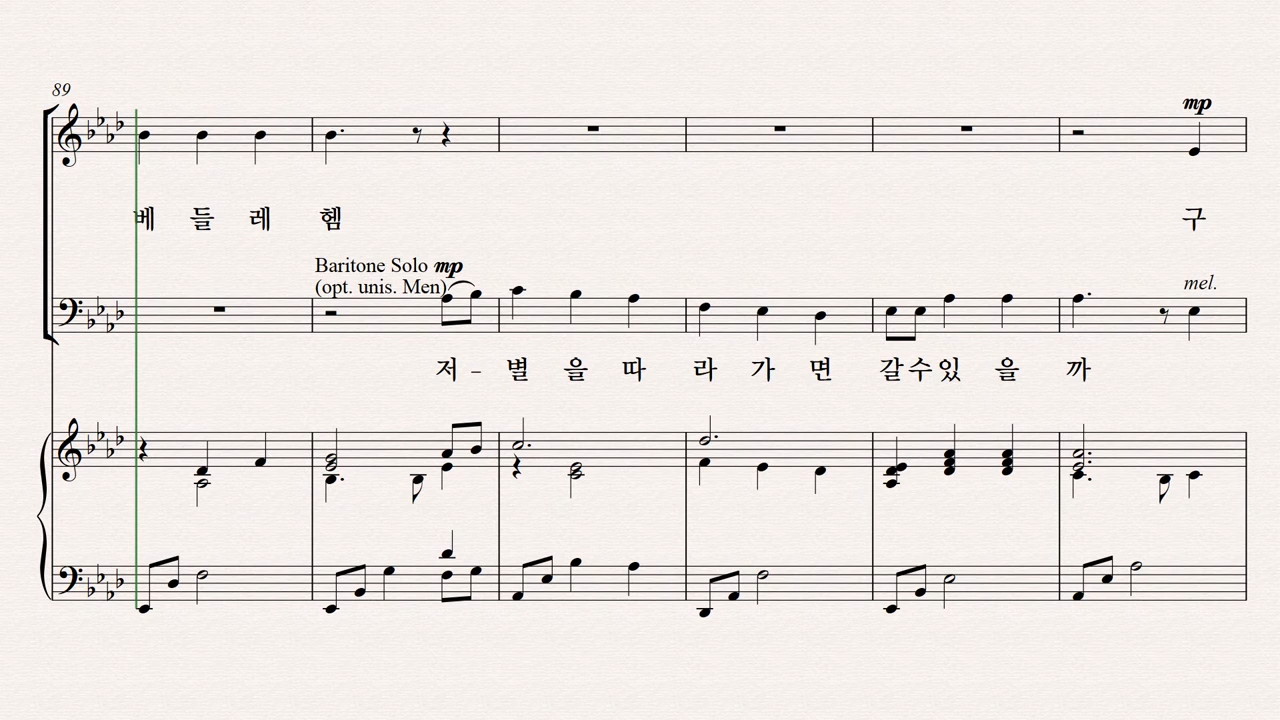 89
mp
베 들 레 헴 구
Baritone Solo mp
(opt. unis. Men)
mel.
저 - 별 을 따 라 가 면 갈 수 있 을 까